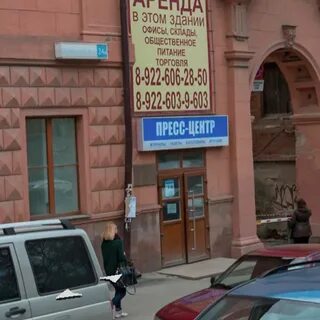 АРЕНДА
В ЭТОМ ЗДАНИИ
ОФИСЫ, СКЛАДЫ,
ОБЩЕСТВЕННОЕ
ПИТАНИЕ
ТОРГОВЛЯ
8-922-606-28-50
8-922-603-9-603
ПРЕСС-ЦЕНТР